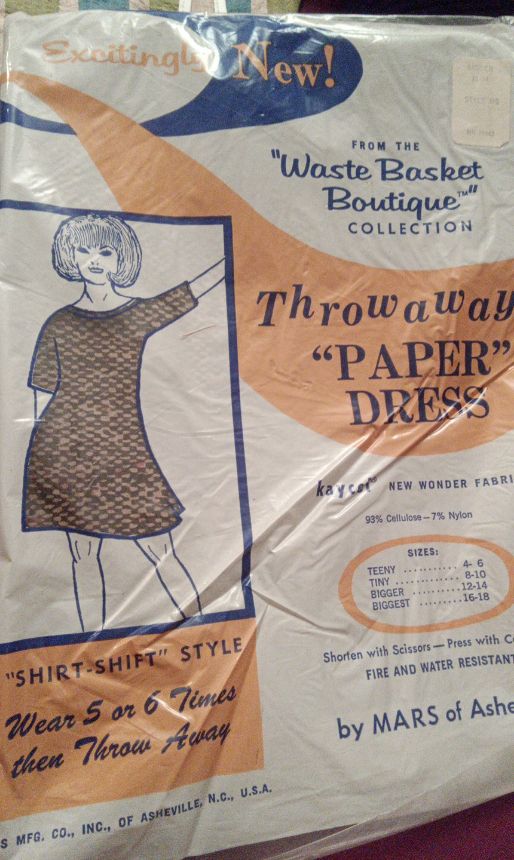 Excitingly New!
FROM THE
"Waste Basket
Boutique™"
COLLECTION
Throwaway
"PAPER"
DRESS
kaycel® NEW WONDER FABRI
93% Cellulose—7% Nylon
SIZES:
TEENY ........... 4- 6
TINY ............. 8-10
BIGGER ..........12-14
BIGGEST .........16-18
Shorten with Scissors—Press with C
FIRE AND WATER RESISTANT
by MARS of Ashe
"SHIRT-SHIFT" STYLE
Wear 5 or 6 Times
then Throw Away
S MFG. CO., INC., OF ASHEVILLE, N.C., U.S.A.